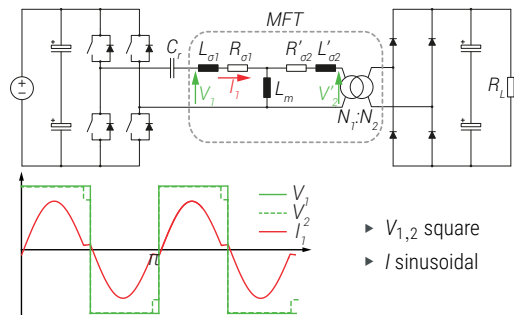 MFT
C_r L_σ1 R_σ1 R'_σ2 L'_σ2
V_1 I_1 L_m V'_2 R_L
N_1:N_2
V_1
V_2
I_1
π
▸ V_1,2 square
▸ I sinusoidal